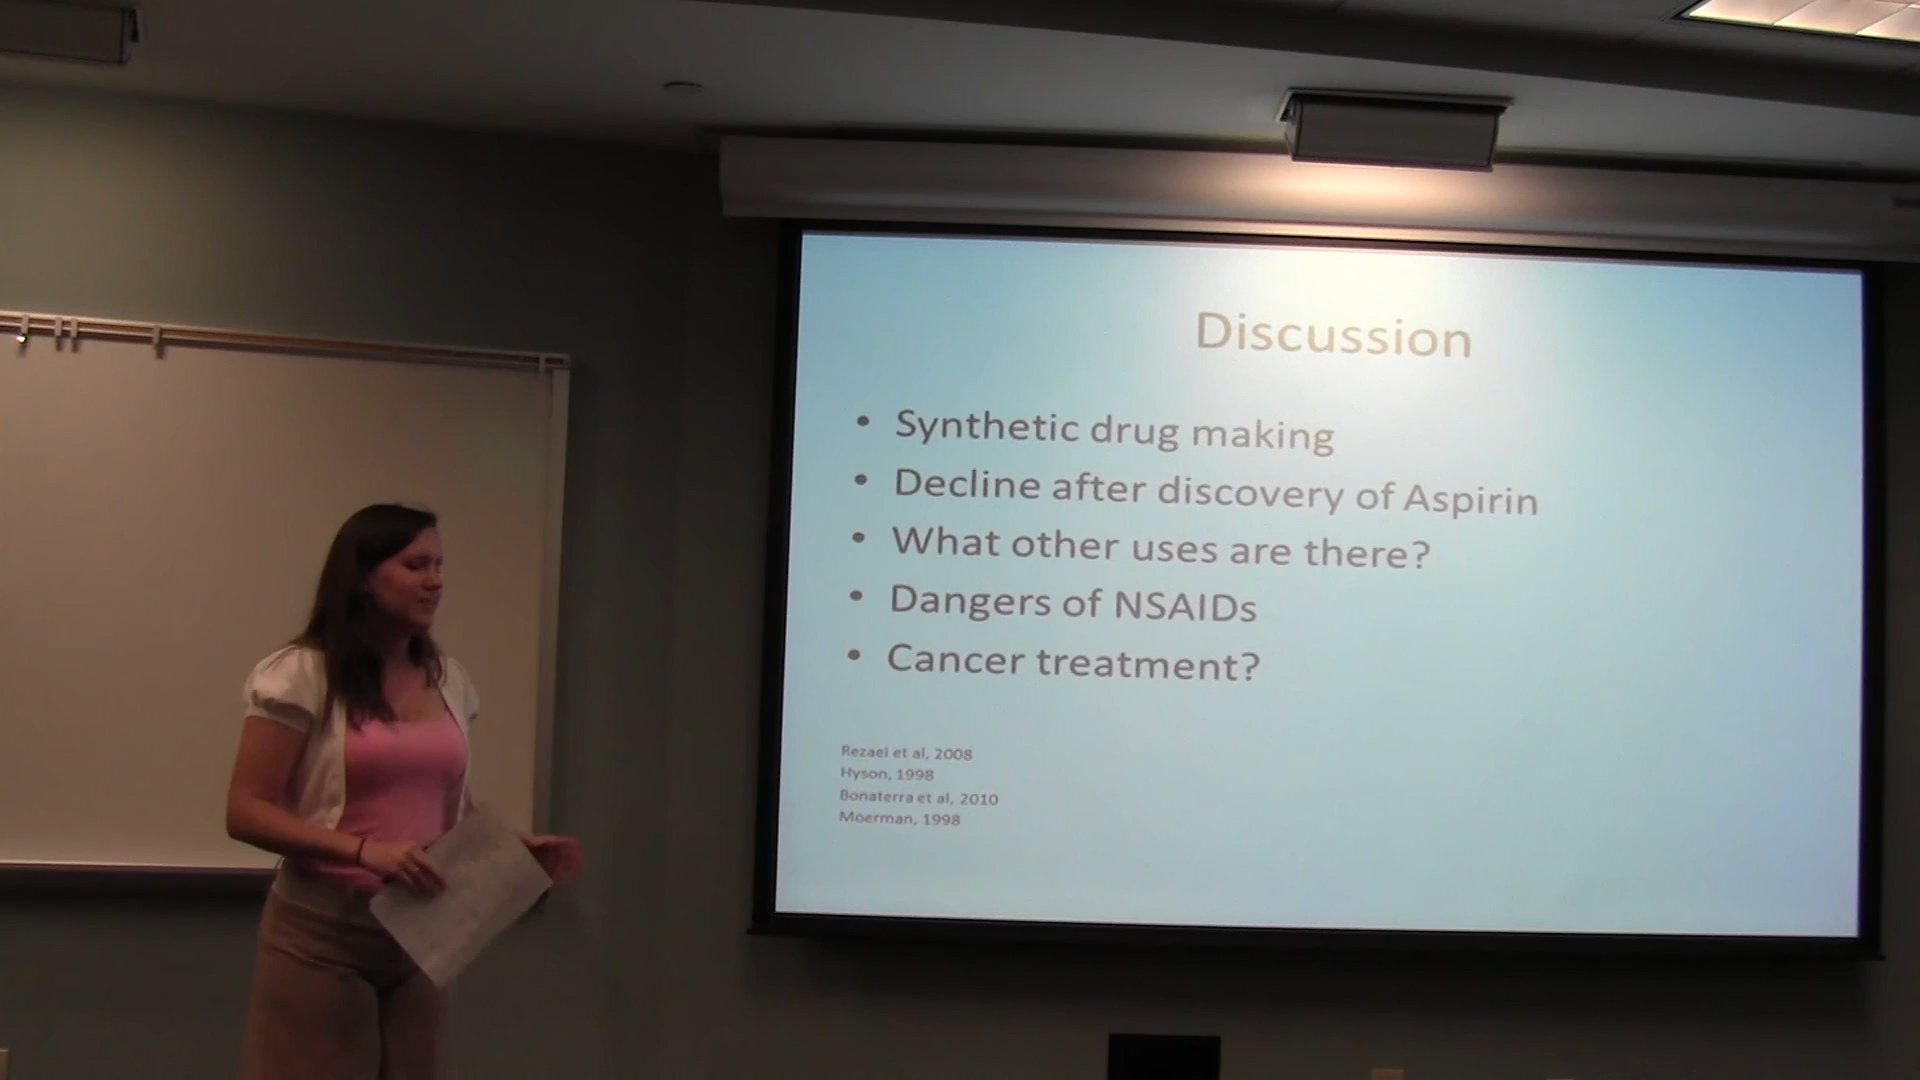 Discussion
• Synthetic drug making
• Decline after discovery of Aspirin
• What other uses are there?
• Dangers of NSAIDs
• Cancer treatment?
Rezaei et al, 2008
Hyson, 1998
Bonaterra et al, 2010
Moerman, 1998